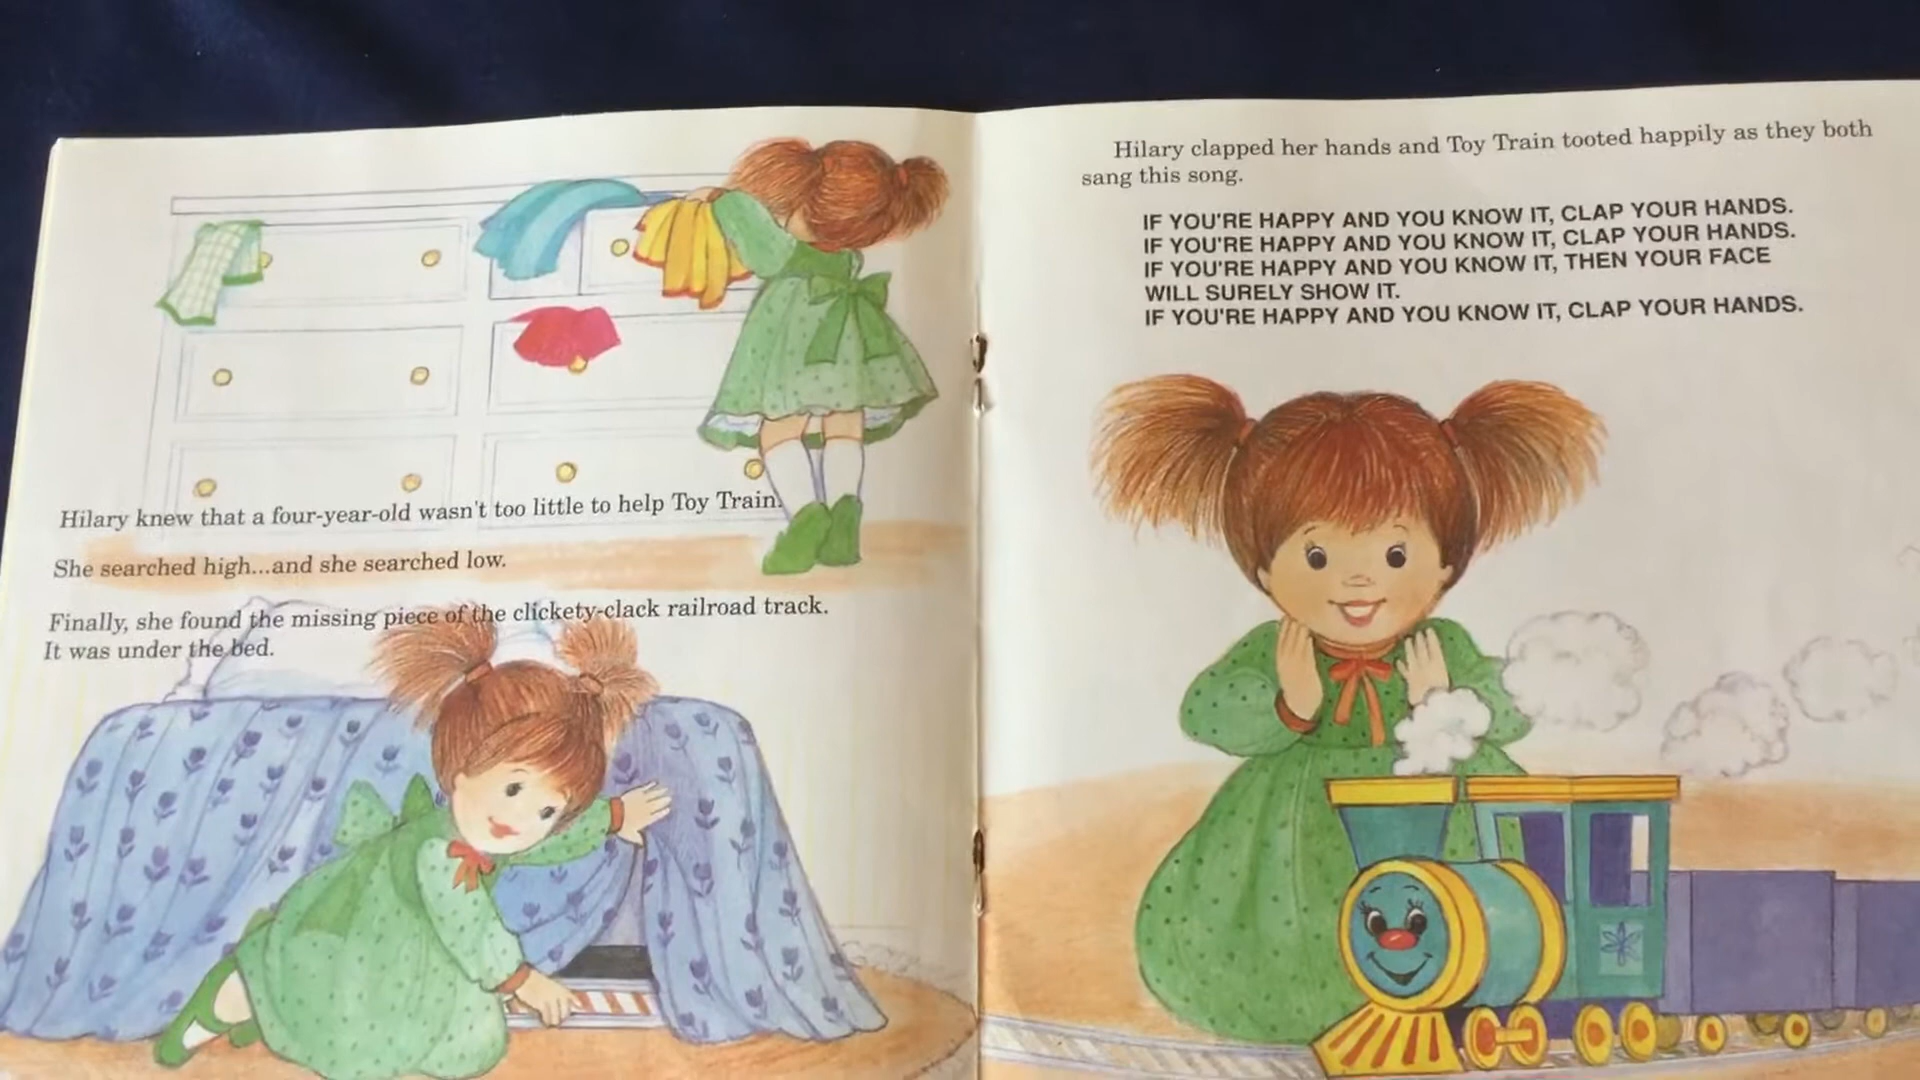 Hilary knew that a four-year-old wasn't too little to help Toy Train.
She searched high...and she searched low.
Finally, she found the missing piece of the clickety-clack railroad track.
It was under the bed.
Hilary clapped her hands and Toy Train tooted happily as they both
sang this song.
IF YOU'RE HAPPY AND YOU KNOW IT, CLAP YOUR HANDS.
IF YOU'RE HAPPY AND YOU KNOW IT, CLAP YOUR HANDS.
IF YOU'RE HAPPY AND YOU KNOW IT, THEN YOUR FACE
WILL SURELY SHOW IT.
IF YOU'RE HAPPY AND YOU KNOW IT, CLAP YOUR HANDS.